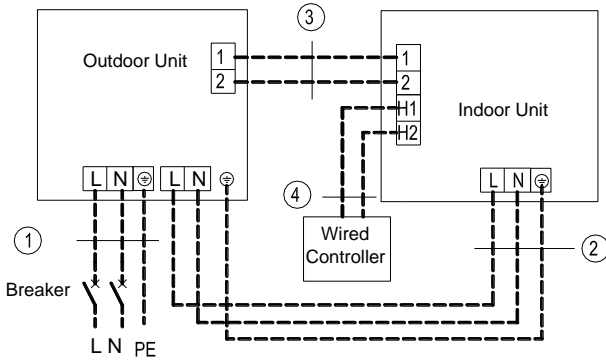 3
Outdoor Unit
1
2
1
2
H1
H2
Indoor Unit
L N
L N
L N
4
1
Wired
Controller
2
Breaker
L N PE